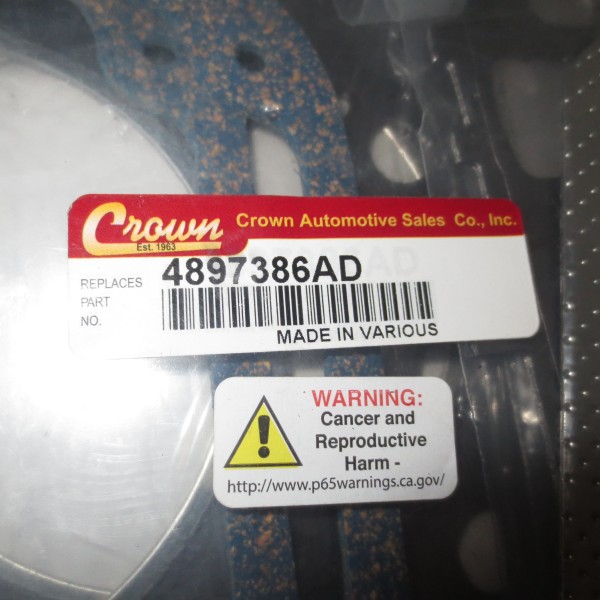 Crown
Est. 1963
Crown Automotive Sales Co., Inc.
REPLACES
PART
NO.
4897386AD
MADE IN VARIOUS
WARNING:
Cancer and
Reproductive
Harm -
http://www.p65warnings.ca.gov/